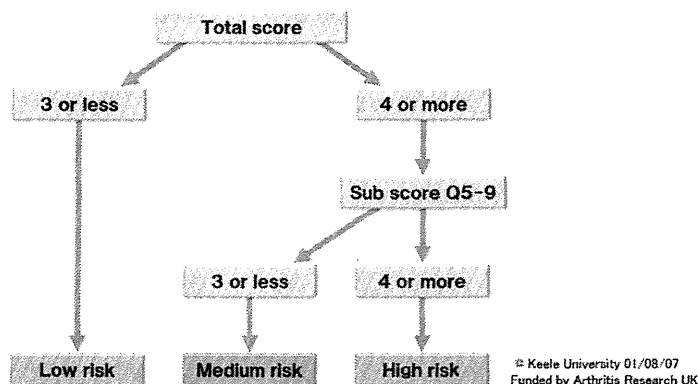 Total score
3 or less
4 or more
Sub score Q5-9
3 or less
4 or more
Low risk
Medium risk
High risk
© Keele University 01/08/07
Funded by Arthritis Research UK